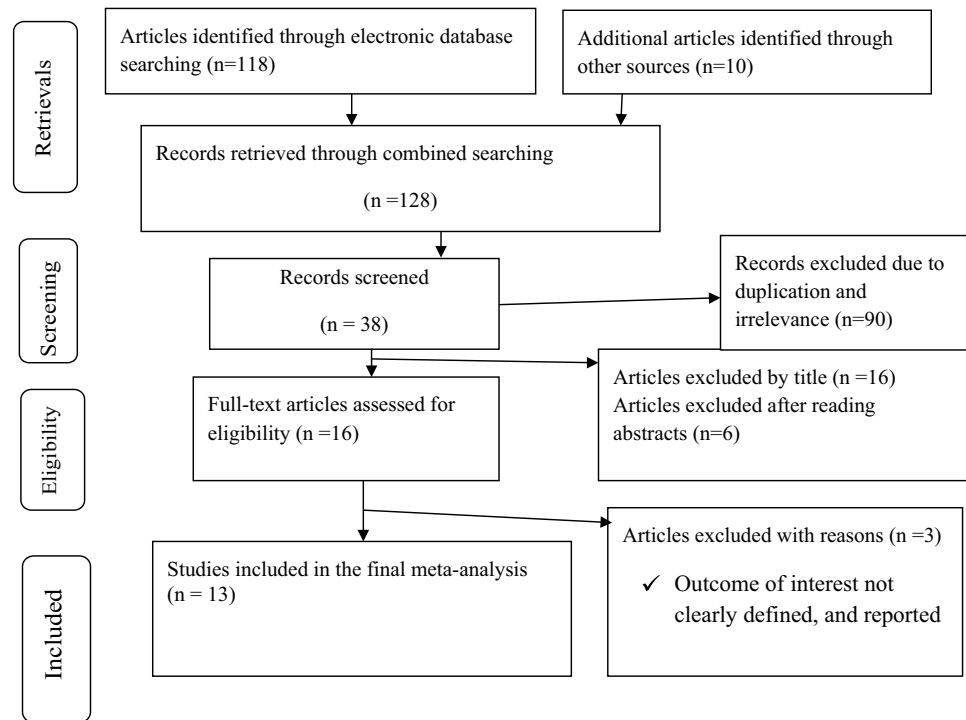 Retrievals
Articles identified through electronic database
searching (n=118)
Additional articles identified through
other sources (n=10)
Records retrieved through combined searching
(n =128)
Screening
Records screened
(n = 38)
Records excluded due to
duplication and
irrelevance (n=90)
Eligibility
Full-text articles assessed for
eligibility (n =16)
Articles excluded by title (n =16)
Articles excluded after reading
abstracts (n=6)
Included
Studies included in the final meta-analysis
(n = 13)
Articles excluded with reasons (n =3)
✓ Outcome of interest not
clearly defined, and reported